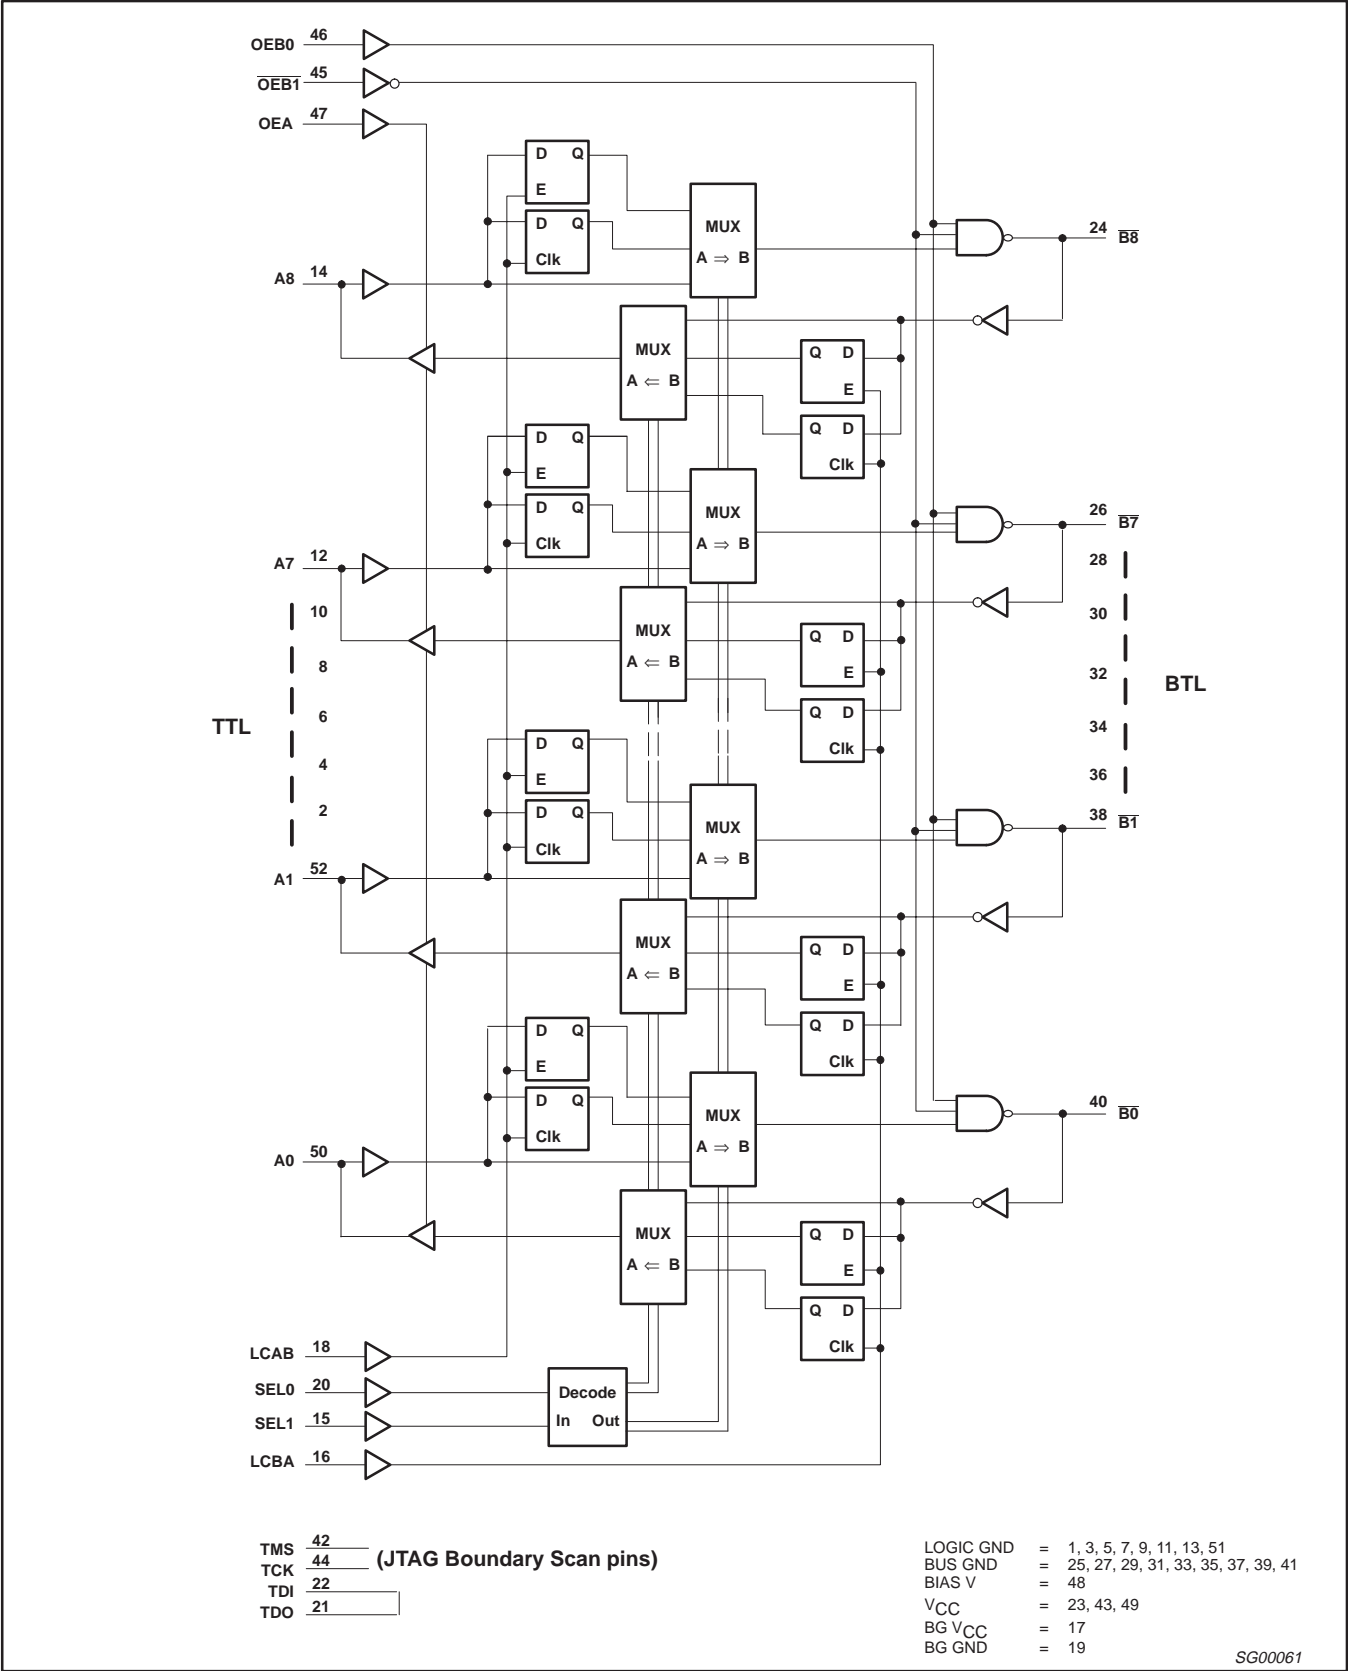 OEB0 46
OEB1 45
OEA 47
D Q
E
MUX
A ⇒ B
D Q
Clk
24 B8
A8 14
MUX
A ⇐ B
Q D
E
Q D
Clk
D Q
E
MUX
A ⇒ B
D Q
Clk
26 B7
A7 12
28
10
30
MUX
A ⇐ B
Q D
E
8
32
BTL
Q D
Clk
6
TTL
34
D Q
E
4
36
2
D Q
Clk
MUX
A ⇒ B
38 B1
A1 52
MUX
A ⇐ B
Q D
E
Q D
Clk
D Q
E
D Q
Clk
MUX
A ⇒ B
40 B0
A0 50
MUX
A ⇐ B
Q D
E
Q D
Clk
LCAB 18
SEL0 20
SEL1 15
LCBA 16
Decode
In Out
TMS 42
TCK 44
(JTAG Boundary Scan pins)
TDI 22
TDO 21
LOGIC GND = 1, 3, 5, 7, 9, 11, 13, 51
BUS GND = 25, 27, 29, 31, 33, 35, 37, 39, 41
BIAS V = 48
VCC = 23, 43, 49
BG VCC = 17
BG GND = 19
SG00061